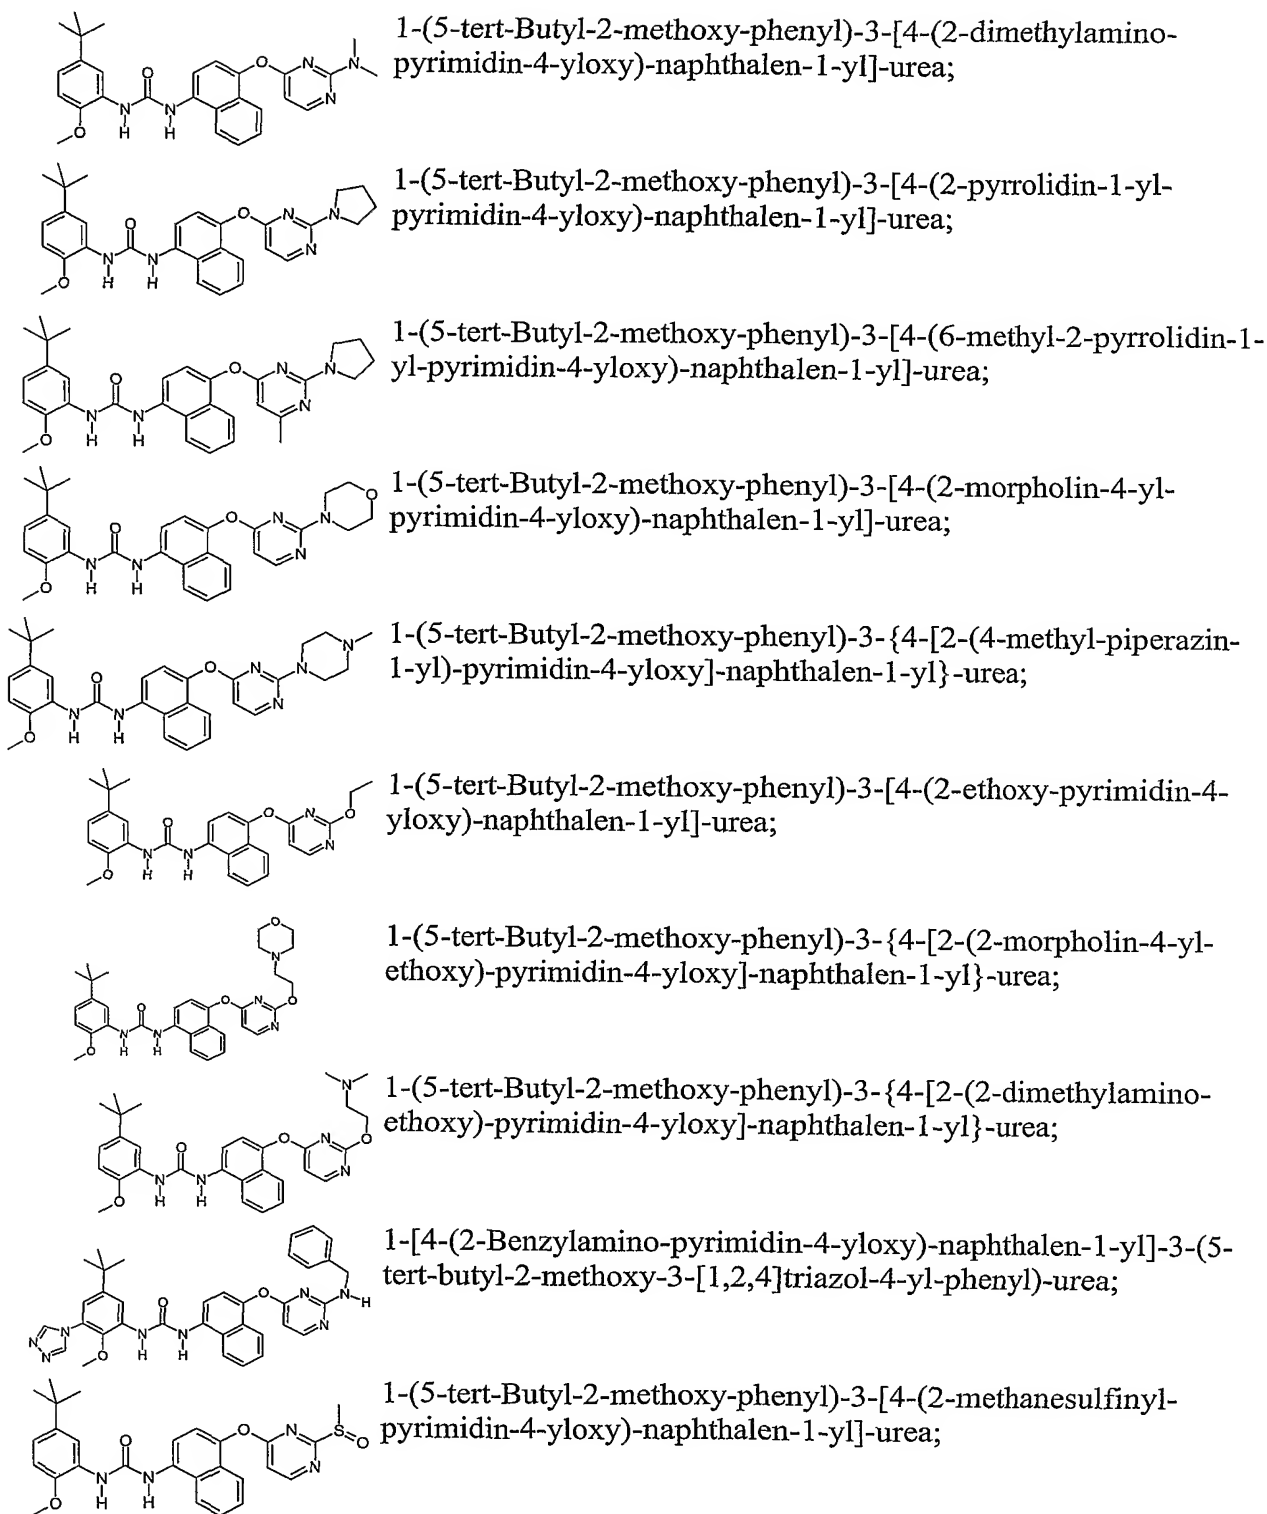 1-(5-tert-Butyl-2-methoxy-phenyl)-3-[4-(2-dimethylamino-
pyrimidin-4-yloxy)-naphthalen-1-yl]-urea;
1-(5-tert-Butyl-2-methoxy-phenyl)-3-[4-(2-pyrrolidin-1-yl-
pyrimidin-4-yloxy)-naphthalen-1-yl]-urea;
1-(5-tert-Butyl-2-methoxy-phenyl)-3-[4-(6-methyl-2-pyrrolidin-1-
yl-pyrimidin-4-yloxy)-naphthalen-1-yl]-urea;
1-(5-tert-Butyl-2-methoxy-phenyl)-3-[4-(2-morpholin-4-yl-
pyrimidin-4-yloxy)-naphthalen-1-yl]-urea;
1-(5-tert-Butyl-2-methoxy-phenyl)-3-{4-[2-(4-methyl-piperazin-
1-yl)-pyrimidin-4-yloxy]-naphthalen-1-yl}-urea;
1-(5-tert-Butyl-2-methoxy-phenyl)-3-[4-(2-ethoxy-pyrimidin-4-
yloxy)-naphthalen-1-yl]-urea;
1-(5-tert-Butyl-2-methoxy-phenyl)-3-{4-[2-(2-morpholin-4-yl-
ethoxy)-pyrimidin-4-yloxy]-naphthalen-1-yl}-urea;
1-(5-tert-Butyl-2-methoxy-phenyl)-3-{4-[2-(2-dimethylamino-
ethoxy)-pyrimidin-4-yloxy]-naphthalen-1-yl}-urea;
1-[4-(2-Benzylamino-pyrimidin-4-yloxy)-naphthalen-1-yl]-3-(5-
tert-butyl-2-methoxy-3-[1,2,4]triazol-4-yl-phenyl)-urea;
1-(5-tert-Butyl-2-methoxy-phenyl)-3-[4-(2-methanesulfinyl-
pyrimidin-4-yloxy)-naphthalen-1-yl]-urea;